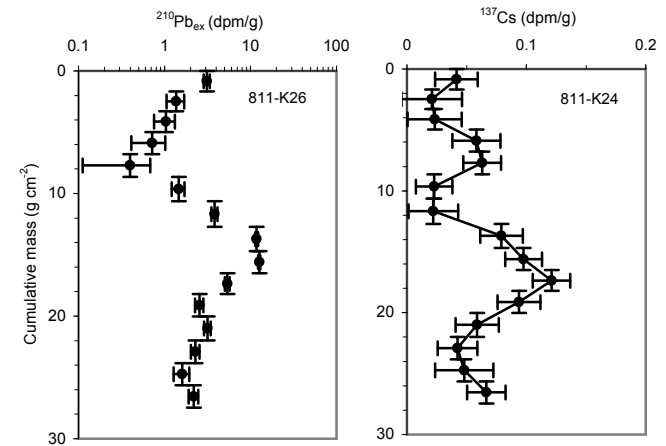 ²¹⁰Pbₑₓ (dpm/g)
0.1 1 10 100
811-K26
Cumulative mass (g cm⁻²)
0
10
20
30
¹³⁷Cs (dpm/g)
0 0.1 0.2
811-K24
0
10
20
30